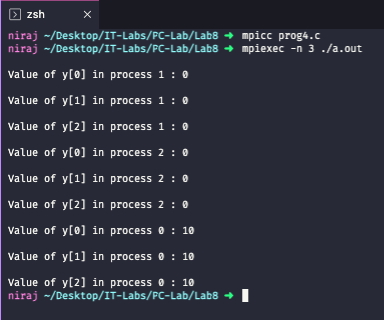 zsh ×
niraj ~/Desktop/IT-Labs/PC-Lab/Lab8 ➜ mpicc prog4.c
niraj ~/Desktop/IT-Labs/PC-Lab/Lab8 ➜ mpiexec -n 3 ./a.out
Value of y[0] in process 1 : 0
Value of y[1] in process 1 : 0
Value of y[2] in process 1 : 0
Value of y[0] in process 2 : 0
Value of y[1] in process 2 : 0
Value of y[2] in process 2 : 0
Value of y[0] in process 0 : 10
Value of y[1] in process 0 : 10
Value of y[2] in process 0 : 10
niraj ~/Desktop/IT-Labs/PC-Lab/Lab8 ➜